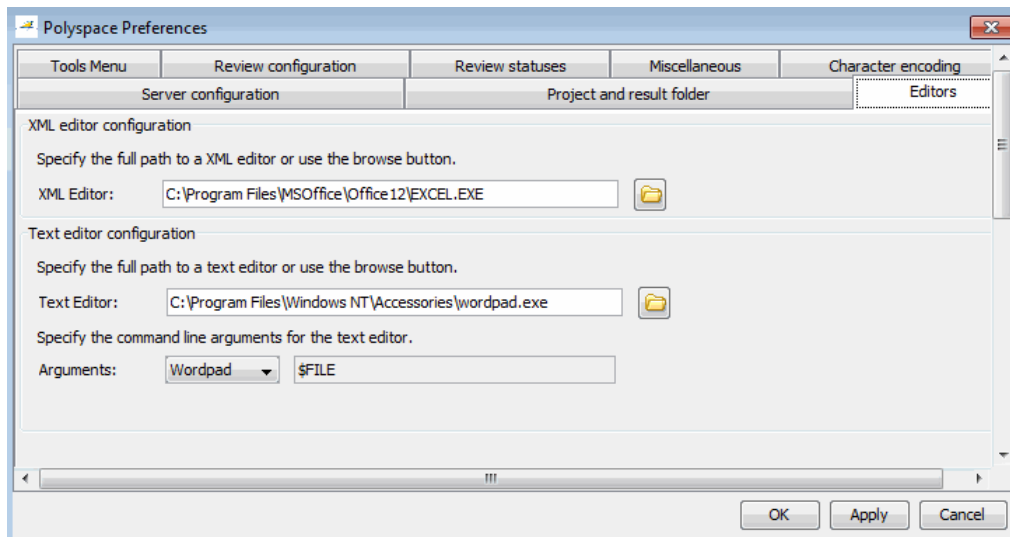 Polyspace Preferences
Tools Menu Review configuration Review statuses Miscellaneous Character encoding
Server configuration Project and result folder Editors
XML editor configuration
Specify the full path to a XML editor or use the browse button.
XML Editor: C:\Program Files\MSOffice\Office12\EXCEL.EXE
Text editor configuration
Specify the full path to a text editor or use the browse button.
Text Editor: C:\Program Files\Windows NT\Accessories\wordpad.exe
Specify the command line arguments for the text editor.
Arguments: Wordpad $FILE
OK Apply Cancel